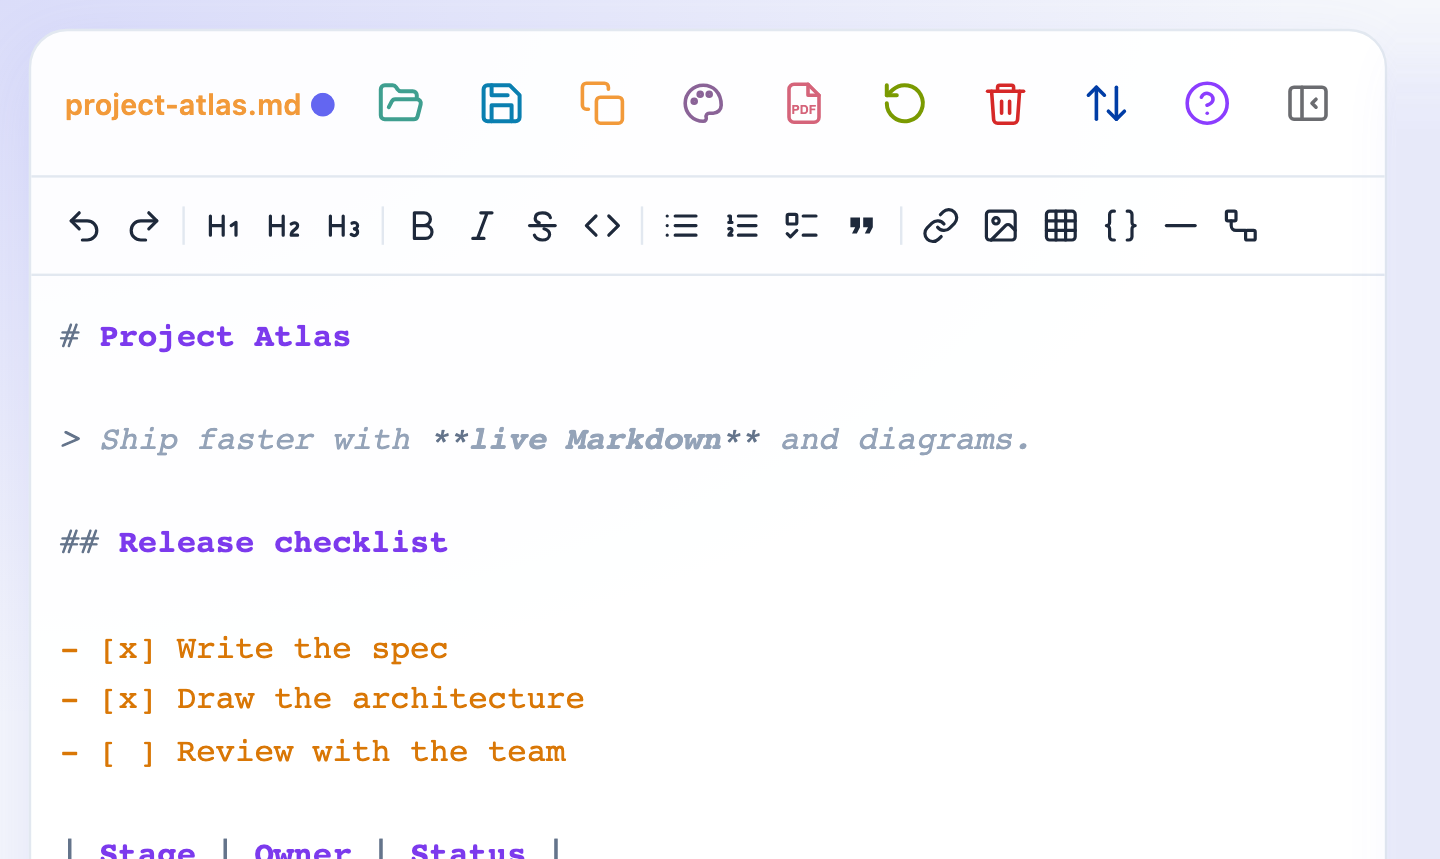 project-atlas.md
PDF
H1 H2 H3 B I S
# Project Atlas
> Ship faster with **live Markdown** and diagrams.
## Release checklist
- [x] Write the spec
- [x] Draw the architecture
- [ ] Review with the team
| Stage | Owner | Status |